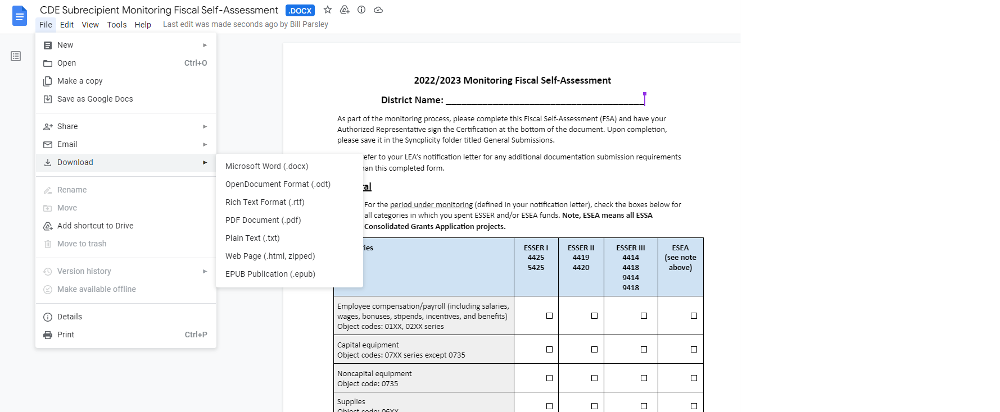 CDE Subrecipient Monitoring Fiscal Self-Assessment .DOCX
File Edit View Tools Help Last edit was made seconds ago by Bill Parsley
New
Open Ctrl+O
Make a copy
Save as Google Docs
Share
Email
Download
Rename
Move
Add shortcut to Drive
Move to trash
Version history
Make available offline
Details
Print Ctrl+P
Microsoft Word (.docx)
OpenDocument Format (.odt)
Rich Text Format (.rtf)
PDF Document (.pdf)
Plain Text (.txt)
Web Page (.html, zipped)
EPUB Publication (.epub)
2022/2023 Monitoring Fiscal Self-Assessment
District Name: ______________________________________
As part of the monitoring process, please complete this Fiscal Self-Assessment (FSA) and have your
Authorized Representative sign the Certification at the bottom of the document. Upon completion,
please save it in the Syncplicity folder titled General Submissions.
efer to your LEA’s notification letter for any additional documentation submission requirements
an this completed form.
al
For the period under monitoring (defined in your notification letter), check the boxes below for
all categories in which you spent ESSER and/or ESEA funds. Note, ESEA means all ESSA
Consolidated Grants Application projects.
ies
ESSER I
4425
5425
ESSER II
4419
4420
ESSER III
4414
4418
9414
9418
ESEA
(see note
above)
Employee compensation/payroll (including salaries,
wages, bonuses, stipends, incentives, and benefits)
Object codes: 01XX, 02XX series
☐ ☐ ☐ ☐
Capital equipment
Object codes: 07XX series except 0735
☐ ☐ ☐ ☐
Noncapital equipment
Object code: 0735
☐ ☐ ☐ ☐
Supplies
Object code: 06XX
☐ ☐ ☐ ☐